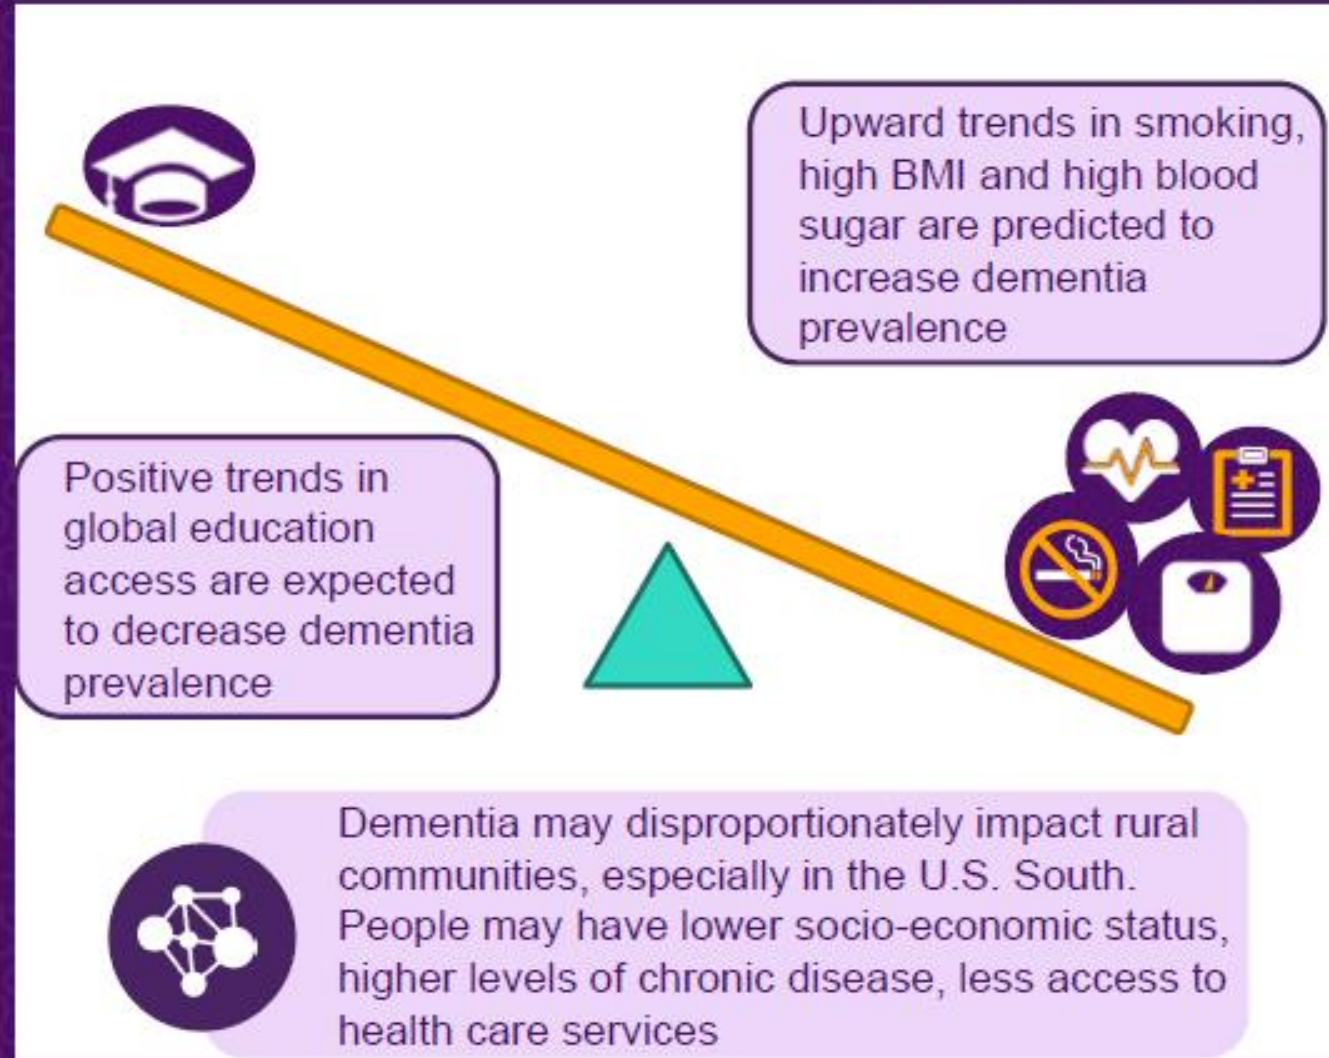 Upward trends in smoking,
high BMI and high blood
sugar are predicted to
increase dementia
prevalence
Positive trends in
global education
access are expected
to decrease dementia
prevalence
Dementia may disproportionately impact rural
communities, especially in the U.S. South.
People may have lower socio-economic status,
higher levels of chronic disease, less access to
health care services